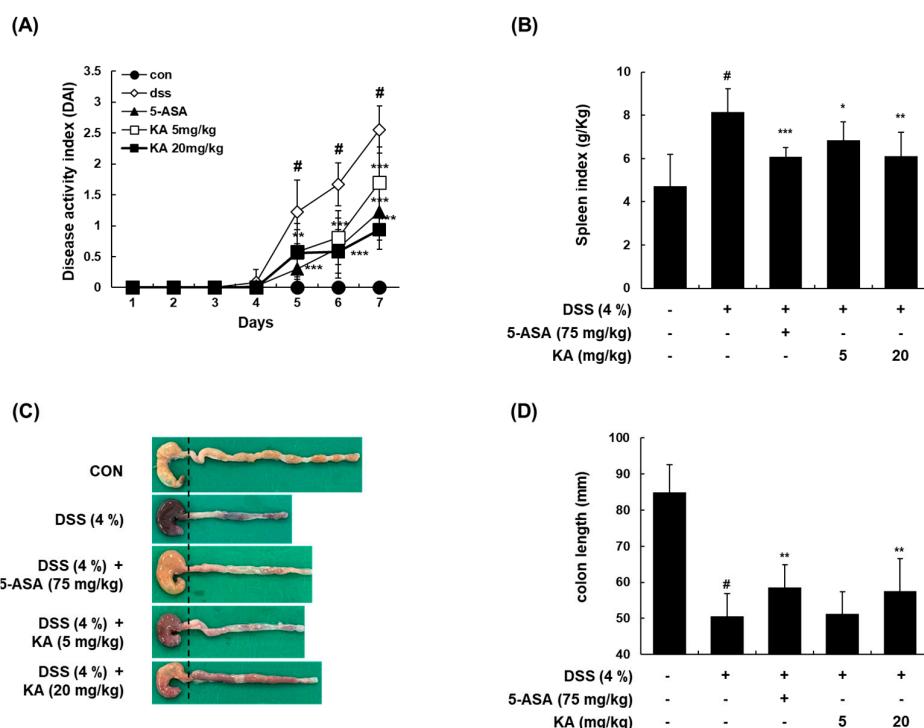 (A)
Disease activity index (DAI)
3.5
3
2.5
2
1.5
1
0.5
0
con
dss
5-ASA
KA 5mg/kg
KA 20mg/kg
#
#
#
**
***
***
***
***
***
**
1 2 3 4 5 6 7
Days
(B)
Spleen index (g/Kg)
10
8
6
4
2
0
#
***
*
**
DSS (4 %) - + + + +
5-ASA (75 mg/kg) - - + - -
KA (mg/kg) - - - 5 20
(C)
CON
DSS (4 %)
DSS (4 %) +
5-ASA (75 mg/kg)
DSS (4 %) +
KA (5 mg/kg)
DSS (4 %) +
KA (20 mg/kg)
(D)
colon length (mm)
100
90
80
70
60
50
40
#
**
**
DSS (4 %) - + + + +
5-ASA (75 mg/kg) - - + - -
KA (mg/kg) - - - 5 20